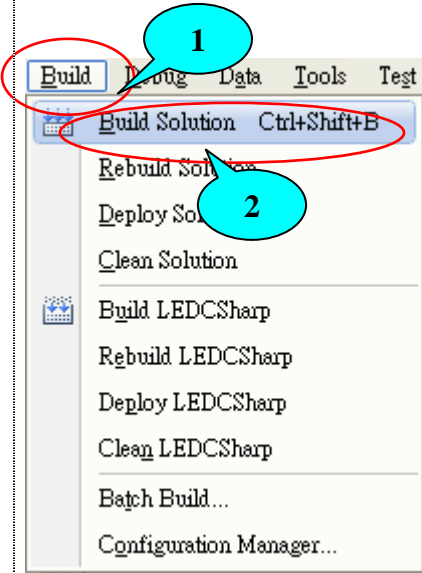 1
Build Debug Data Tools Test
Build Solution Ctrl+Shift+B
Rebuild Solution
2
Deploy
Clean Solution
Build LEDCSharp
Rebuild LEDCSharp
Deploy LEDCSharp
Clean LEDCSharp
Batch Build...
Configuration Manager...